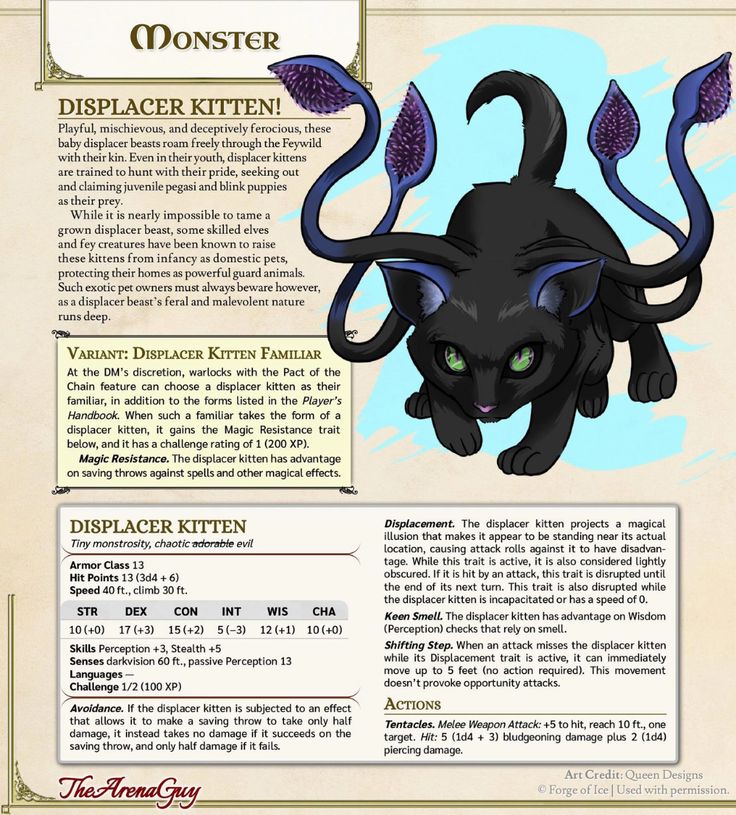 Monster
DISPLACER KITTEN!
Playful, mischievous, and deceptively ferocious, these
baby displacer beasts roam freely through the Feywild
with their kin. Even in their youth, displacer kittens
are trained to hunt with their pride, seeking out
and claiming juvenile pegasi and blink puppies
as their prey.
While it is nearly impossible to tame a
grown displacer beast, some skilled elves
and fey creatures have been known to raise
these kittens from infancy as domestic pets,
protecting their homes as powerful guard animals.
Such exotic pet owners must always beware however,
as a displacer beast's feral and malevolent nature
runs deep.
Variant: Displacer Kitten Familiar
At the DM's discretion, warlocks with the Pact of the
Chain feature can choose a displacer kitten as their
familiar, in addition to the forms listed in the Player's
Handbook. When such a familiar takes the form of a
displacer kitten, it gains the Magic Resistance trait
below, and it has a challenge rating of 1 (200 XP).
Magic Resistance. The displacer kitten has advantage
on saving throws against spells and other magical effects.
DISPLACER KITTEN
Tiny monstrosity, chaotic adorable evil
Armor Class 13
Hit Points 13 (3d4 + 6)
Speed 40 ft., climb 30 ft.
STR DEX CON INT WIS CHA
10 (+0) 17 (+3) 15 (+2) 5 (−3) 12 (+1) 10 (+0)
Skills Perception +3, Stealth +5
Senses darkvision 60 ft., passive Perception 13
Languages —
Challenge 1/2 (100 XP)
Avoidance. If the displacer kitten is subjected to an effect
that allows it to make a saving throw to take only half
damage, it instead takes no damage if it succeeds on the
saving throw, and only half damage if it fails.
Displacement. The displacer kitten projects a magical
illusion that makes it appear to be standing near its actual
location, causing attack rolls against it to have disadvan-
tage. While this trait is active, it is also considered lightly
obscured. If it is hit by an attack, this trait is disrupted until
the end of its next turn. This trait is also disrupted while
the displacer kitten is incapacitated or has a speed of 0.
Keen Smell. The displacer kitten has advantage on Wisdom
(Perception) checks that rely on smell.
Shifting Step. When an attack misses the displacer kitten
while its Displacement trait is active, it can immediately
move up to 5 feet (no action required). This movement
doesn't provoke opportunity attacks.
Actions
Tentacles. Melee Weapon Attack: +5 to hit, reach 10 ft., one
target. Hit: 5 (1d4 + 3) bludgeoning damage plus 2 (1d4)
piercing damage.
TheArenaGuy
Art Credit: Queen Designs
© Forge of Ice | Used with permission.